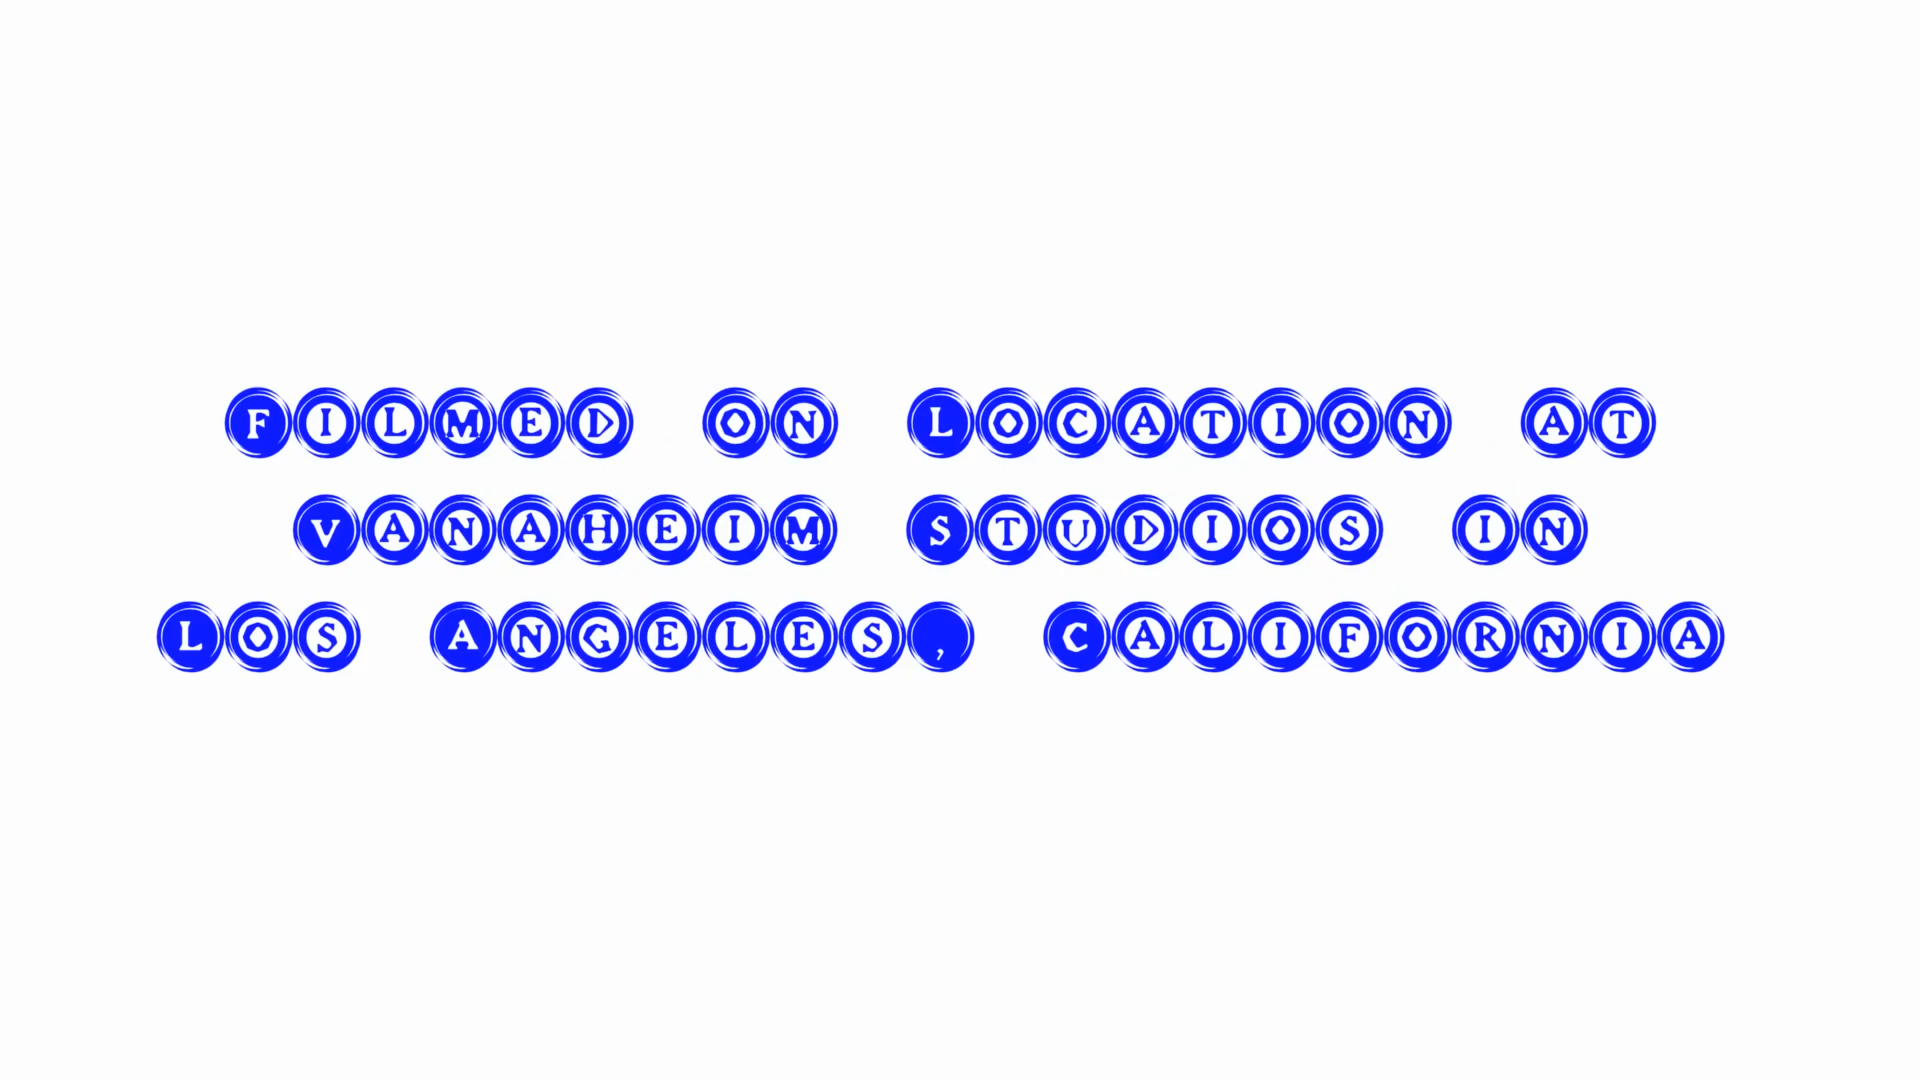 Filmed on Location at
Vanaheim Studios in
Los Angeles, California